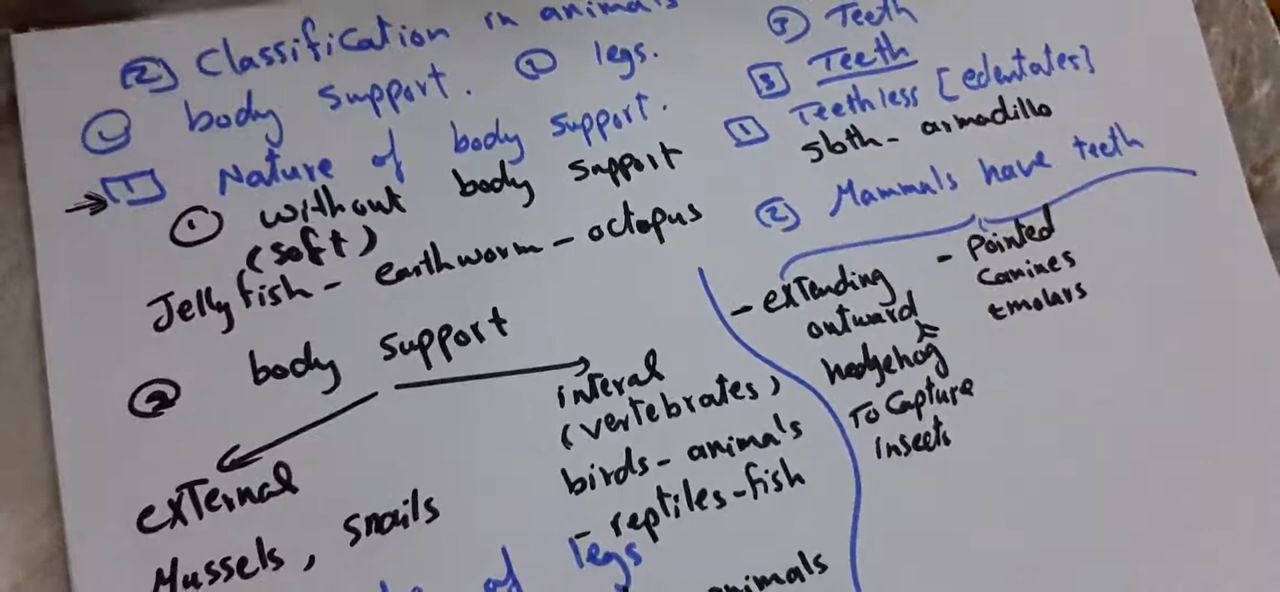 ② Classification in animals
① body support. ② legs.
③ Teeth
→ 1 Nature of body support.
① without body support
(soft)
Jelly fish - earthworm - octopus
② body support
external
Mussels, snails
interal
(vertebrates)
birds - animals
- reptiles - fish
of legs
animals
3 Teeth
1 Teethless [edentates]
sloth - armadillo
② Mammals have teeth
- extending
outward
hedgehog
To Capture
insects
- Pointed
Canines
& molars